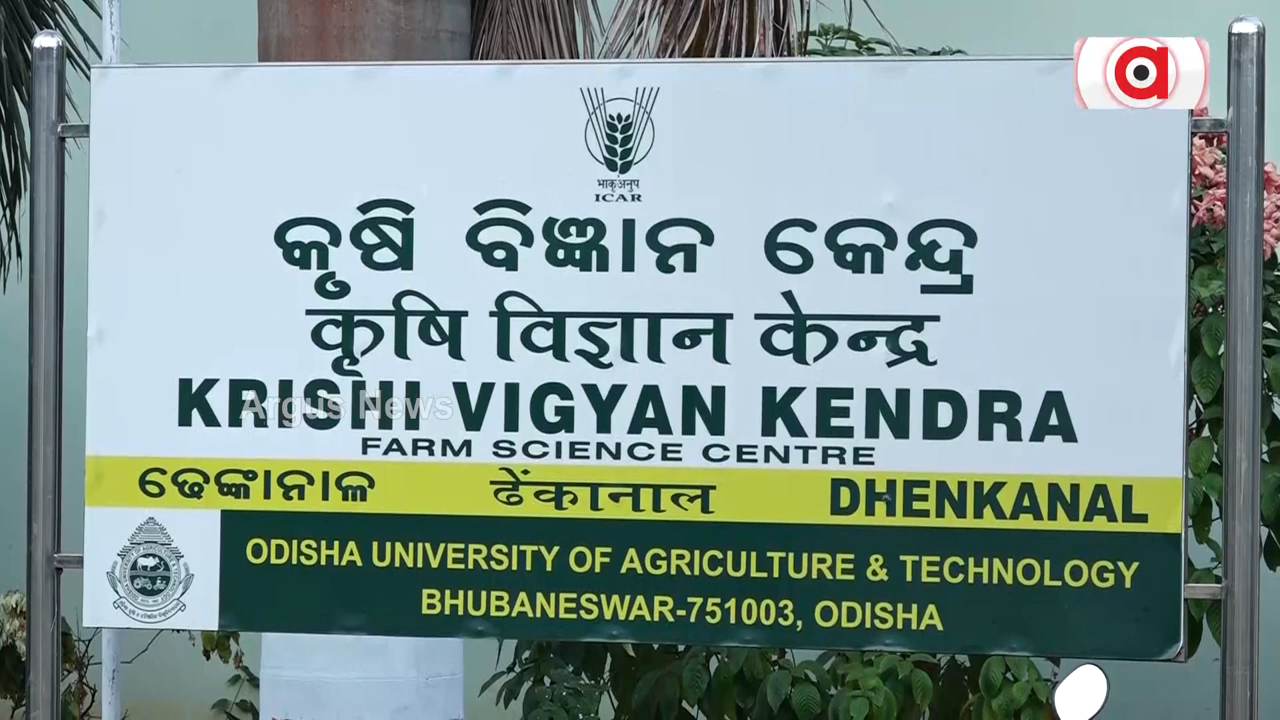 a
भाकृअनुप
ICAR
କୃଷି ବିଜ୍ଞାନ କେନ୍ଦ୍ର
कृषि विज्ञान केन्द्र
KRISHI VIGYAN KENDRA
Argus News
FARM SCIENCE CENTRE
ଢେଙ୍କାନାଳ ढेंकानाल DHENKANAL
ODISHA UNIVERSITY OF AGRICULTURE & TECHNOLOGY
BHUBANESWAR-751003, ODISHA